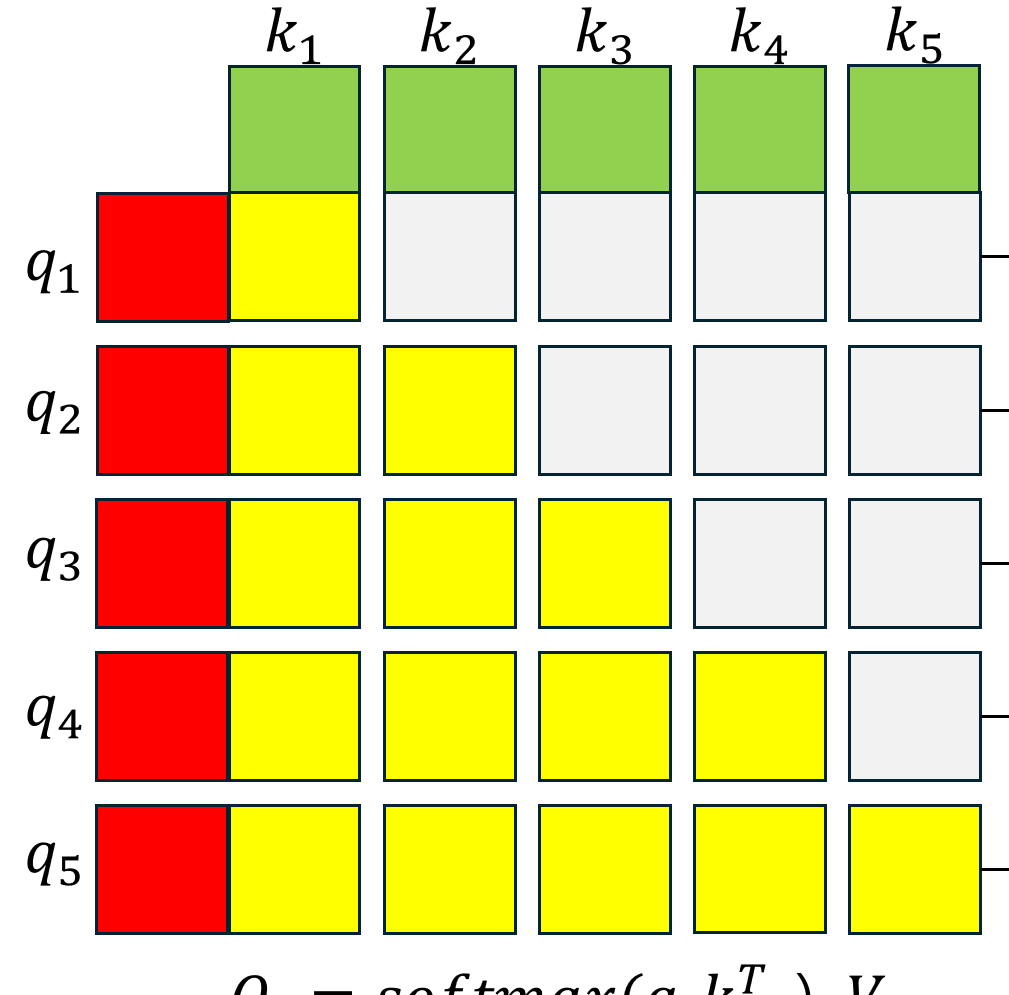 k₁ k₂ k₃ k₄ k₅
q₁
q₂
q₃
q₄
q₅